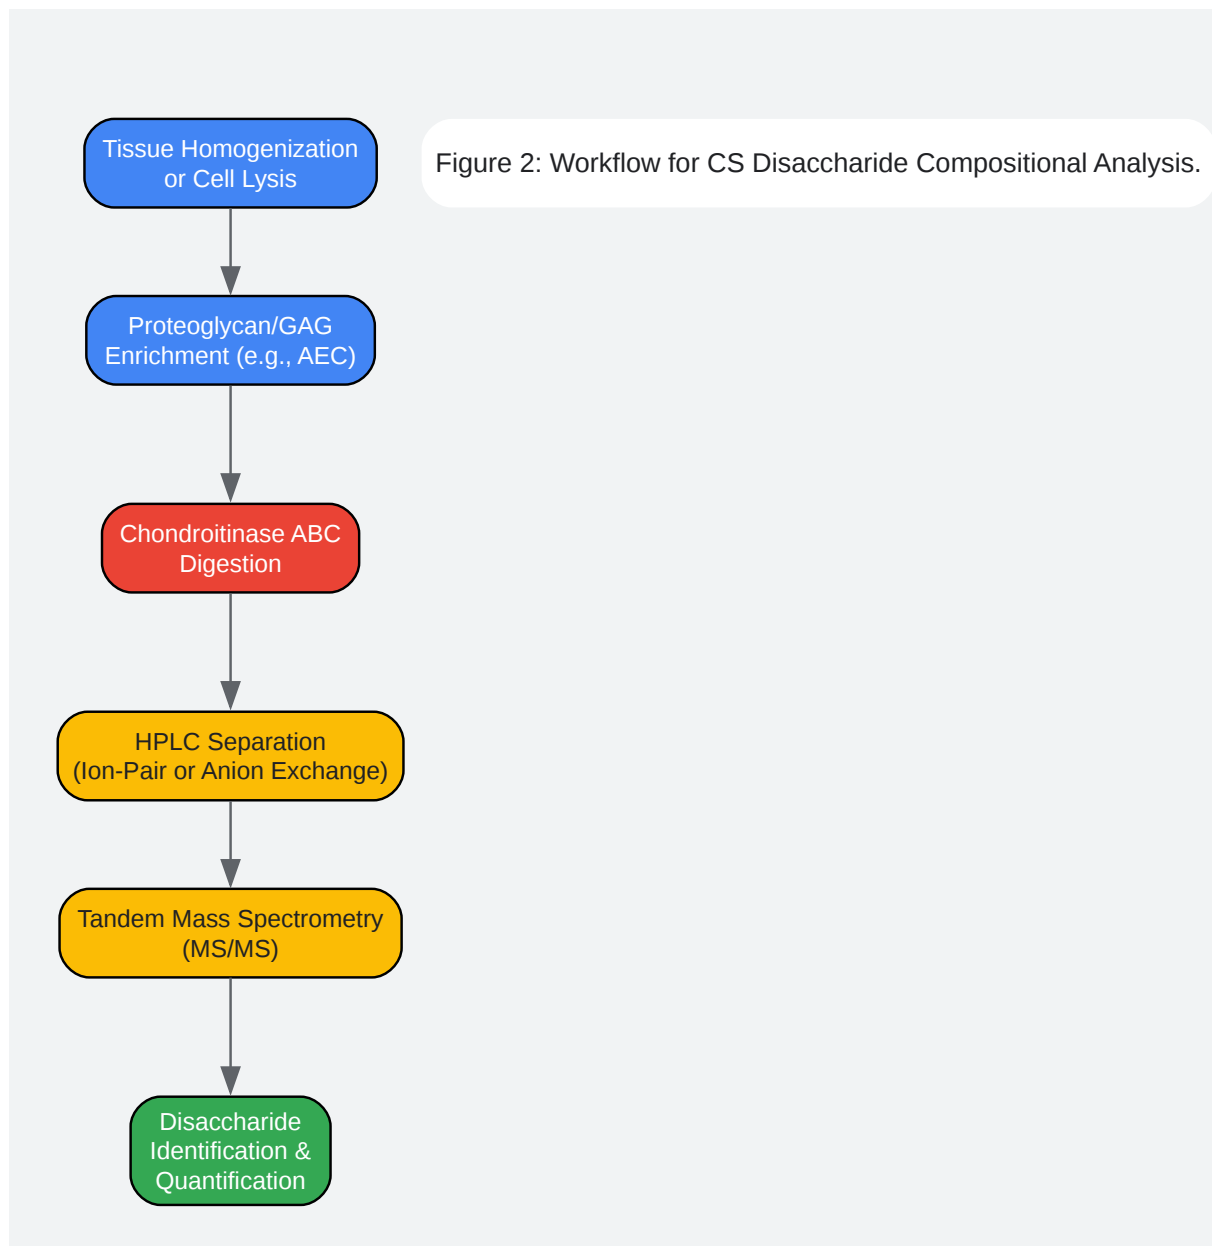 Tissue Homogenization
or Cell Lysis
Figure 2: Workflow for CS Disaccharide Compositional Analysis.
Proteoglycan/GAG
Enrichment (e.g., AEC)
Chondroitinase ABC
Digestion
HPLC Separation
(Ion-Pair or Anion Exchange)
Tandem Mass Spectrometry
(MS/MS)
Disaccharide
Identification &
Quantification